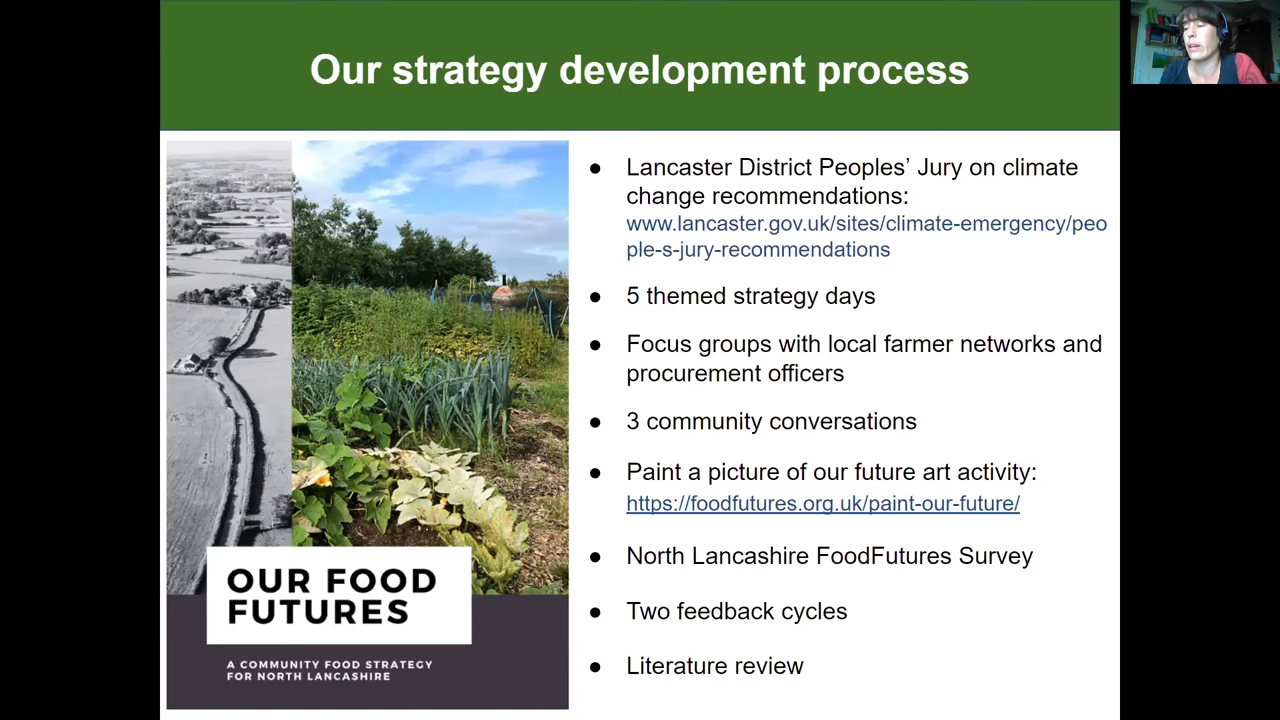 Our strategy development process
● Lancaster District Peoples’ Jury on climate
change recommendations:
www.lancaster.gov.uk/sites/climate-emergency/peo
ple-s-jury-recommendations
● 5 themed strategy days
● Focus groups with local farmer networks and
procurement officers
● 3 community conversations
● Paint a picture of our future art activity:
https://foodfutures.org.uk/paint-our-future/
● North Lancashire FoodFutures Survey
● Two feedback cycles
● Literature review
OUR FOOD
FUTURES
A COMMUNITY FOOD STRATEGY
FOR NORTH LANCASHIRE